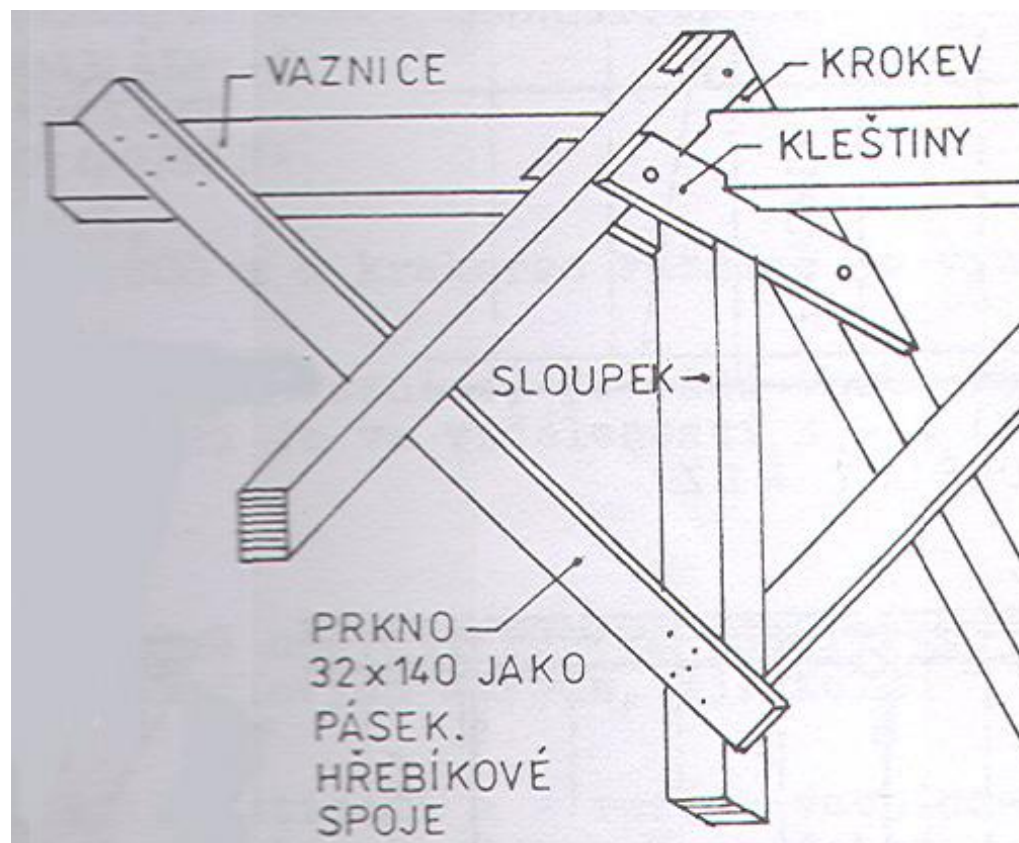 VAZNICE
KROKEV
KLEŠTINY
SLOUPEK
PRKNO
32x140 JAKO
PÁSEK.
HŘEBÍKOVÉ
SPOJE